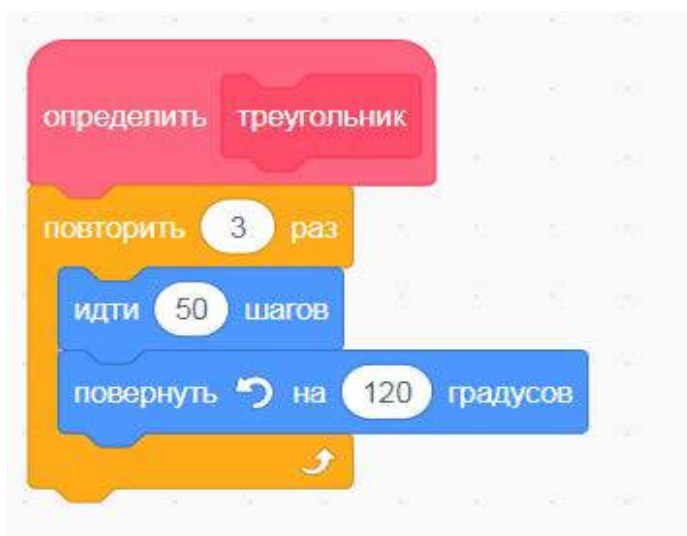 определить треугольник
повторить 3 раз
идти 50 шагов
повернуть на 120 градусов